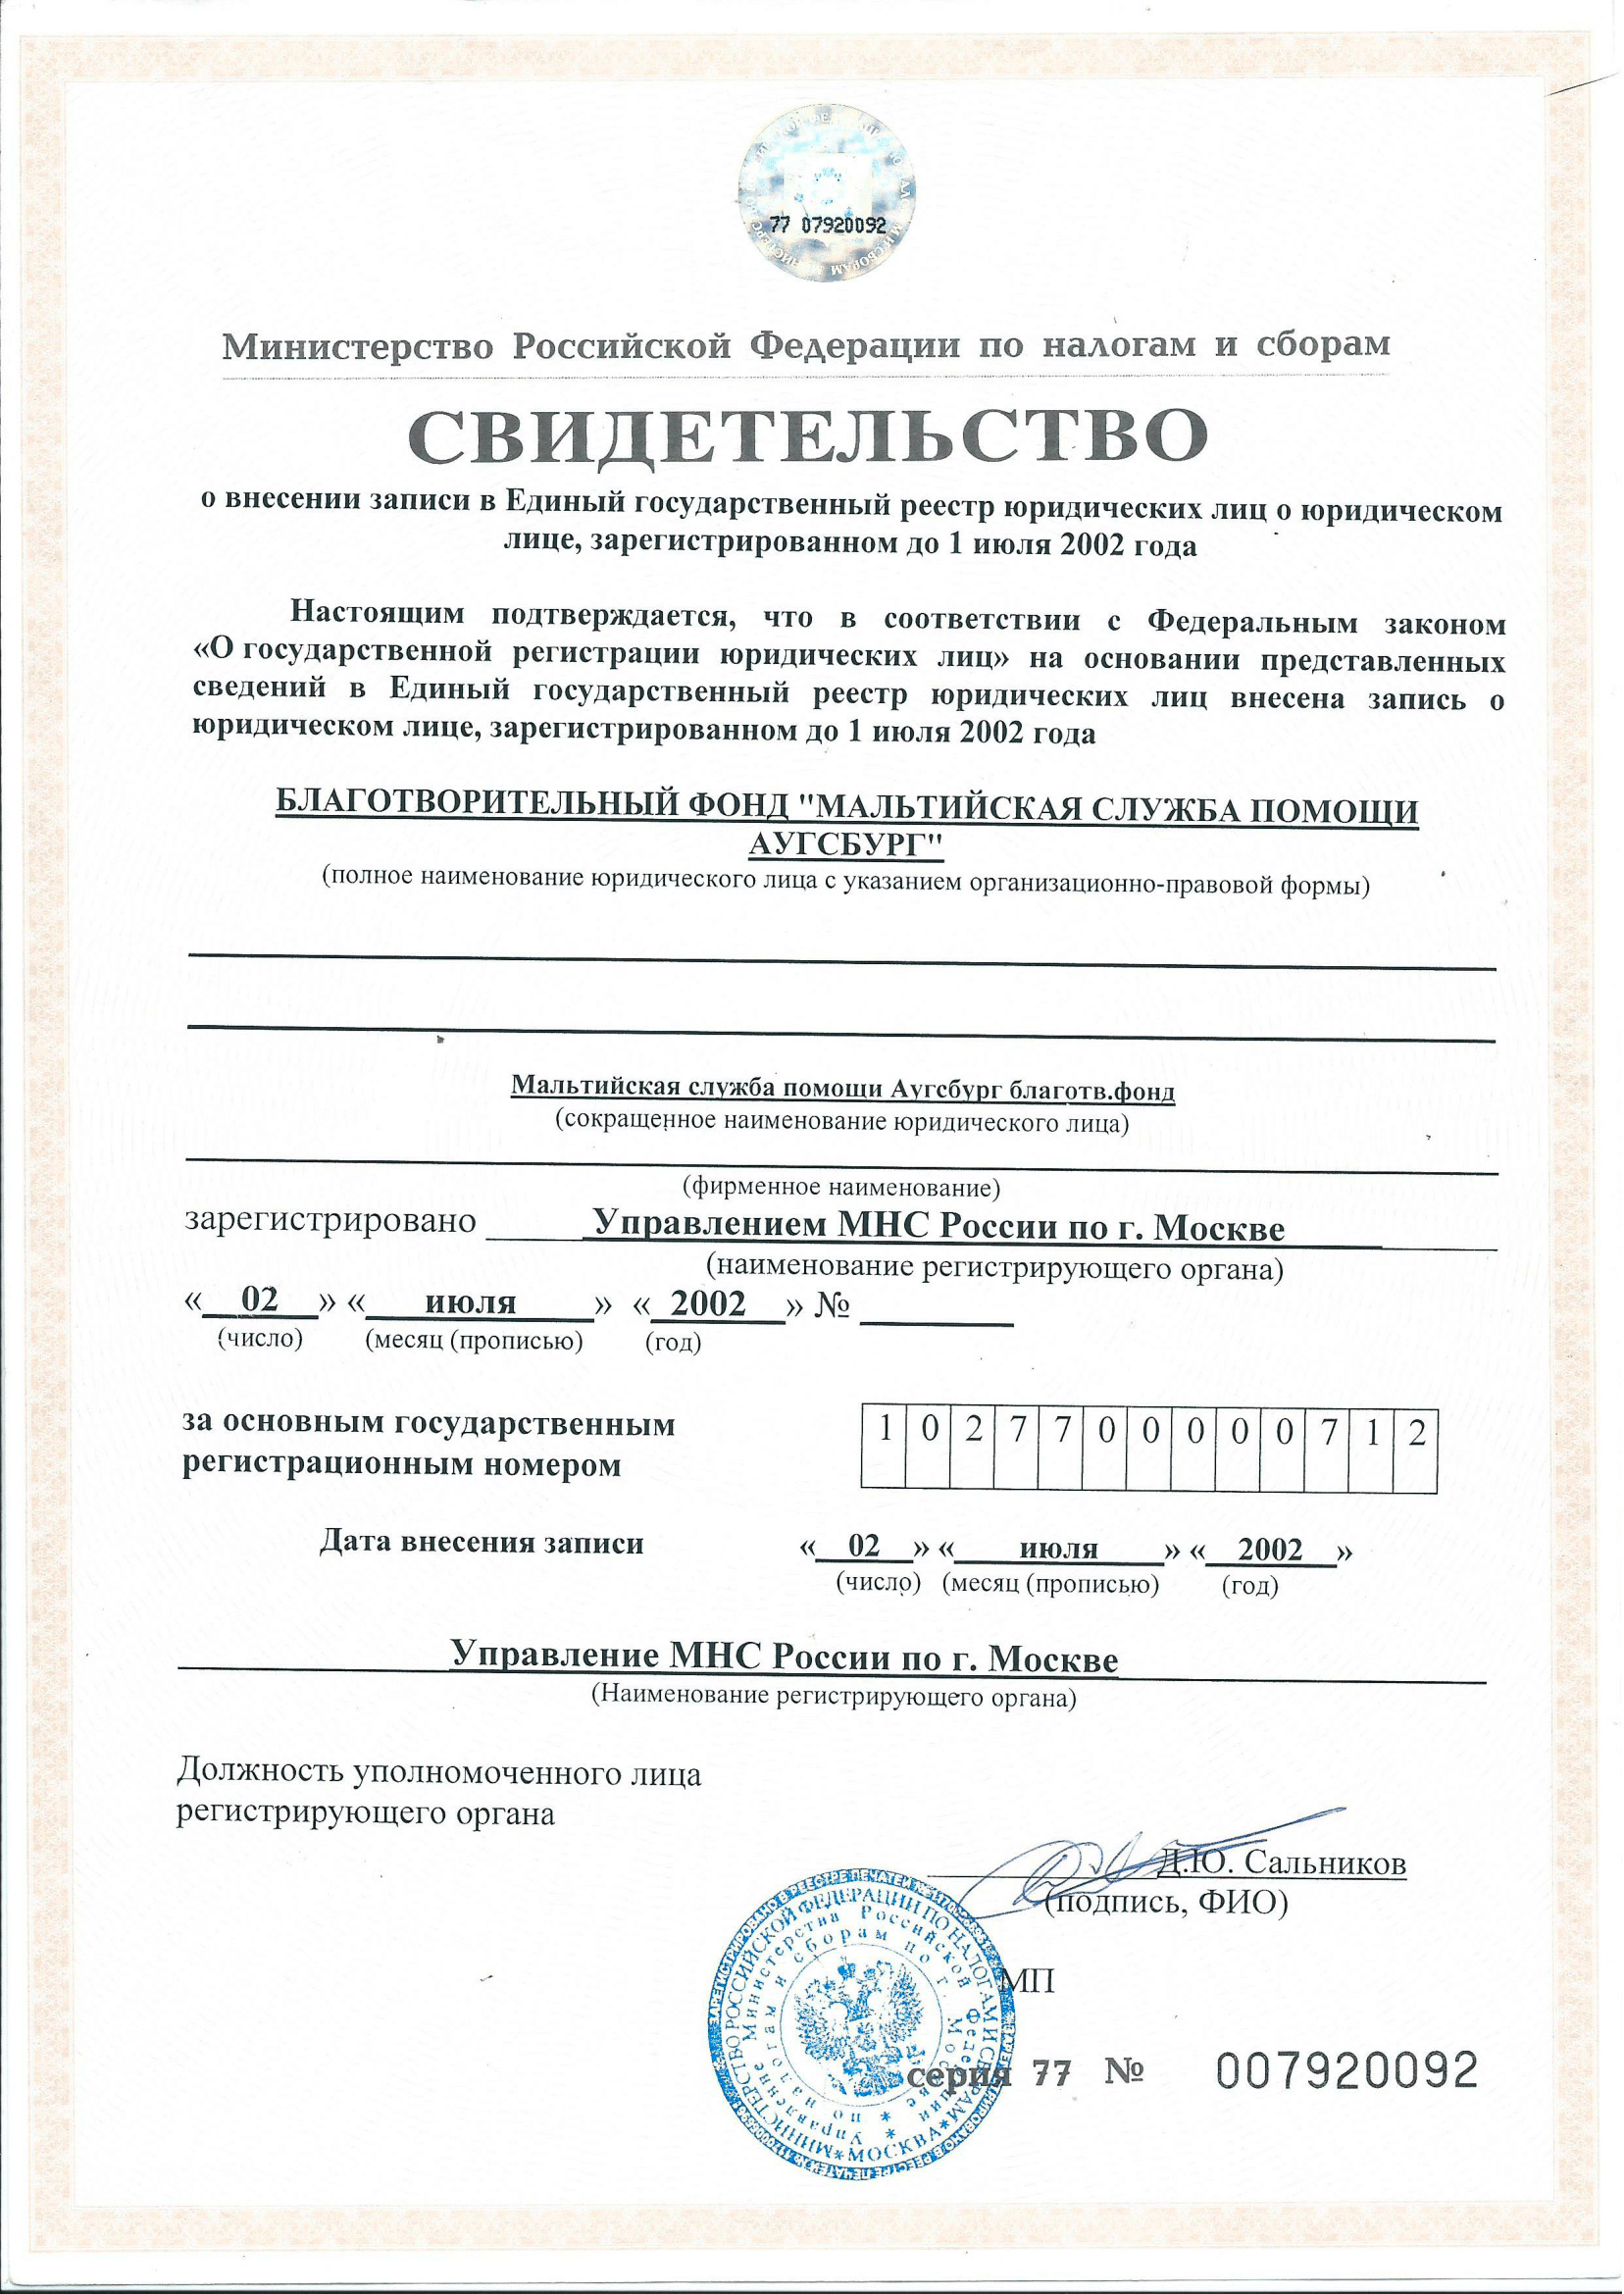 77 07920092
Министерство Российской Федерации по налогам и сборам
СВИДЕТЕЛЬСТВО
о внесении записи в Единый государственный реестр юридических лиц о юридическом
лице, зарегистрированном до 1 июля 2002 года
Настоящим подтверждается, что в соответствии с Федеральным законом
«О государственной регистрации юридических лиц» на основании представленных
сведений в Единый государственный реестр юридических лиц внесена запись о
юридическом лице, зарегистрированном до 1 июля 2002 года
БЛАГОТВОРИТЕЛЬНЫЙ ФОНД "МАЛЬТИЙСКАЯ СЛУЖБА ПОМОЩИ
АУГСБУРГ"
(полное наименование юридического лица с указанием организационно-правовой формы)
Мальтийская служба помощи Аугсбург благотв.фонд
(сокращенное наименование юридического лица)
(фирменное наименование)
зарегистрировано Управлением МНС России по г. Москве
(наименование регистрирующего органа)
« 02 » « июля » « 2002 » №
(число) (месяц (прописью) (год)
за основным государственным
регистрационным номером
1 0 2 7 7 0 0 0 0 0 7 1 2
Дата внесения записи « 02 » « июля » « 2002 »
(число) (месяц (прописью) (год)
Управление МНС России по г. Москве
(Наименование регистрирующего органа)
Должность уполномоченного лица
регистрирующего органа
Д.Ю. Сальников
(подпись, ФИО)
МП
МИНИСТЕРСТВО РОССИЙСКОЙ ФЕДЕРАЦИИ ПО НАЛОГАМ И СБОРАМ * МОСКВА *
Управление Министерства Российской Федерации
по налогам и сборам по г. Москве
серия 77 № 007920092